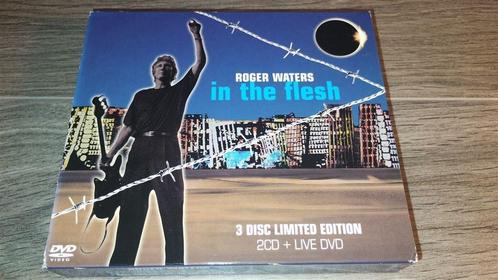 ROGER WATERS
in the flesh
3 DISC LIMITED EDITION
2CD + LIVE DVD
DVD
VIDEO